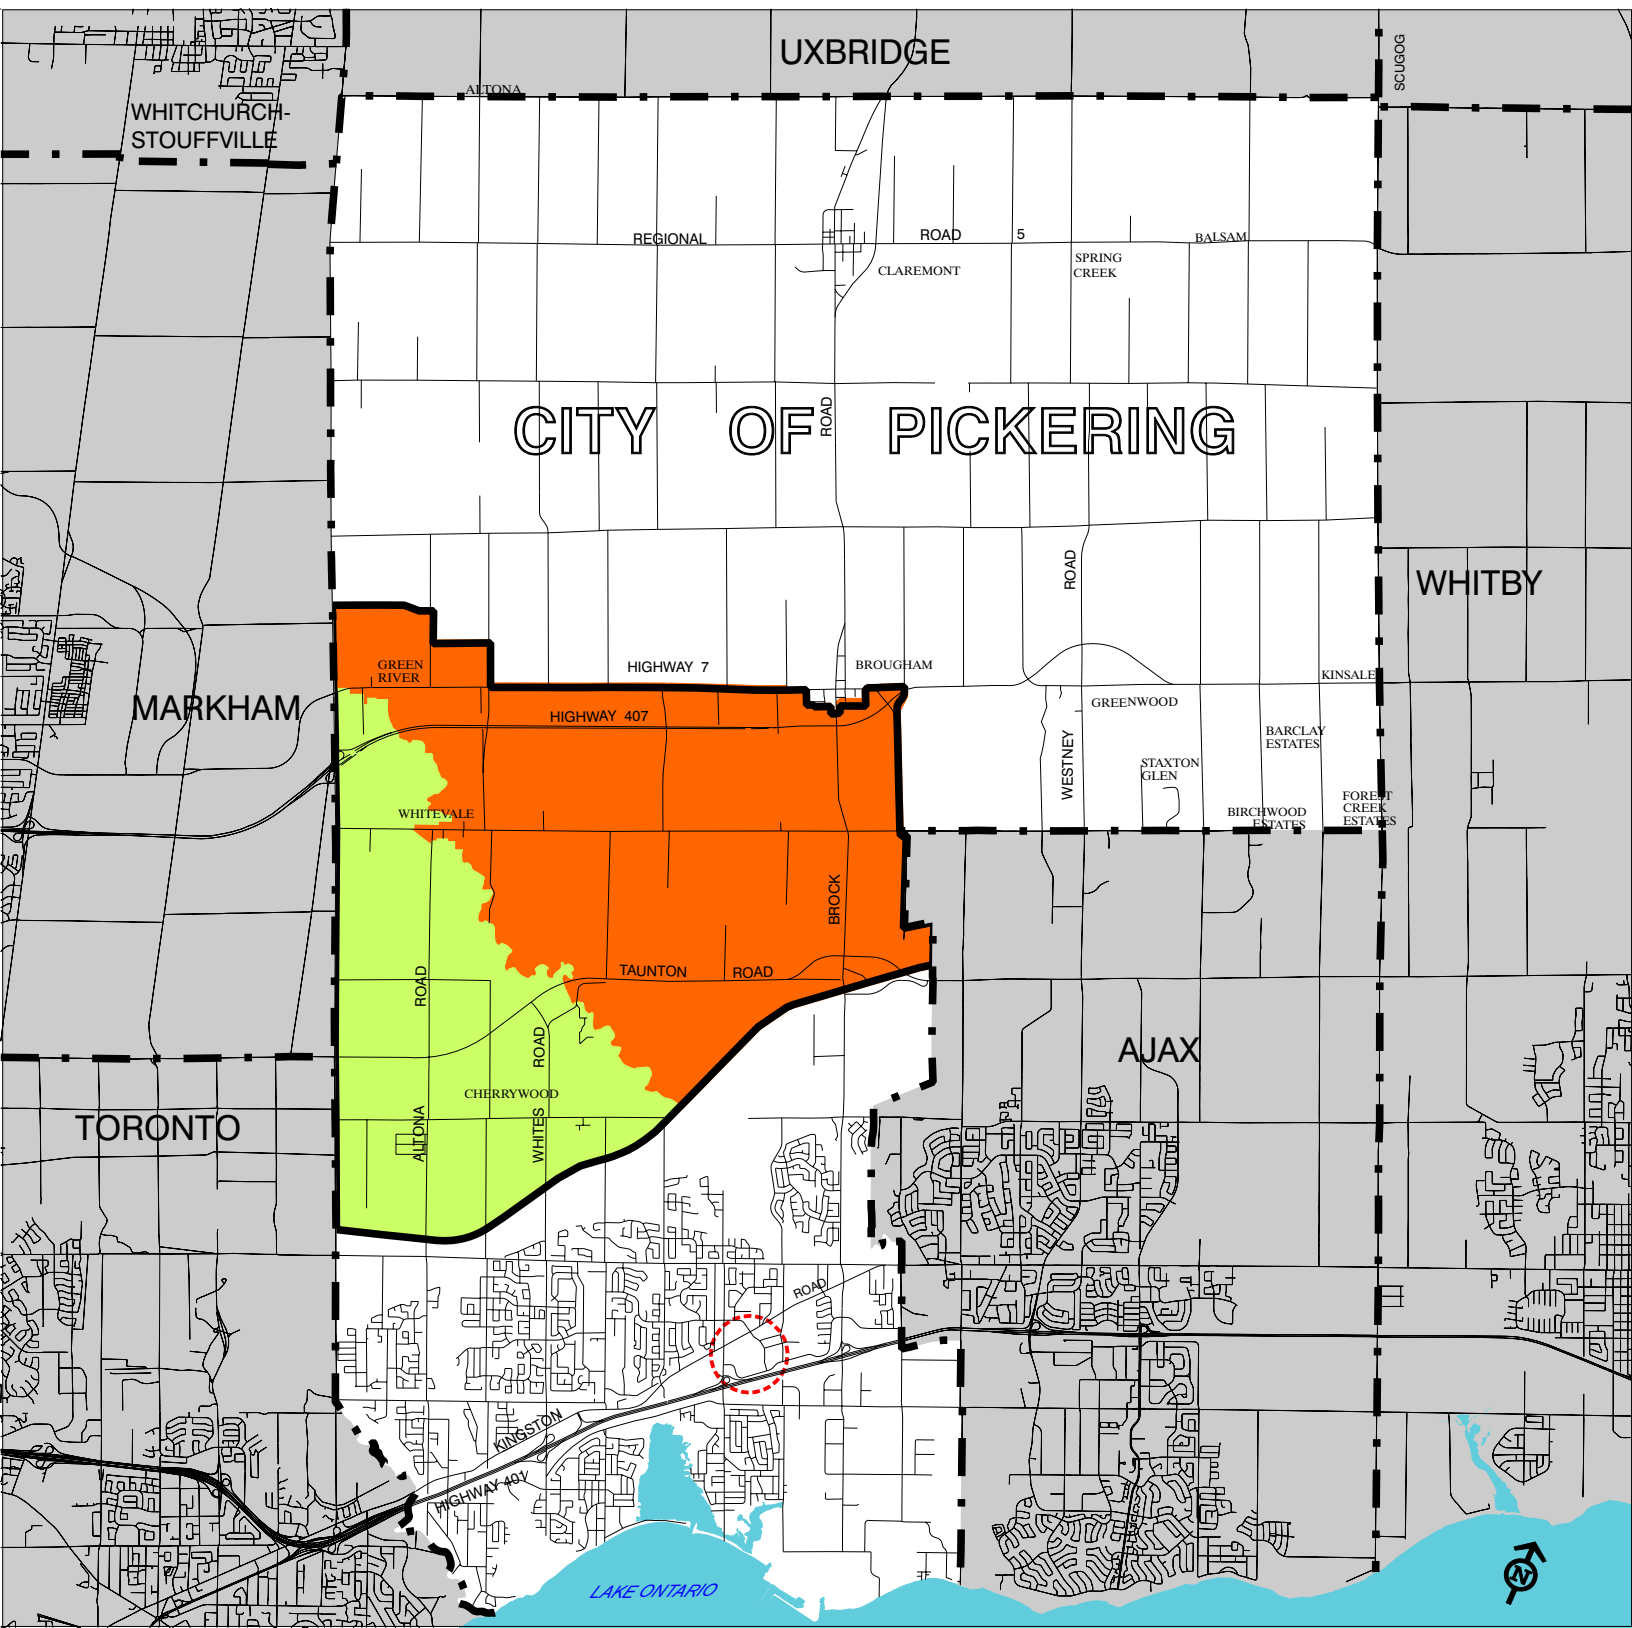 UXBRIDGE
SCUGOG
ALTONA
WHITCHURCH-
STOUFFVILLE
REGIONAL ROAD 5
BALSAM
CLAREMONT
SPRING
CREEK
CITY OF PICKERING
ROAD
ROAD
WHITBY
GREEN
RIVER
HIGHWAY 7
BROUGHAM
KINSALE
MARKHAM
HIGHWAY 407
GREENWOOD
BARCLAY
ESTATES
WESTNEY
STAXTON
GLEN
WHITEVALE
BIRCHWOOD
ESTATES
FOREST
CREEK
ESTATES
BROCK
TAUNTON ROAD
ROAD
ROAD
AJAX
CHERRYWOOD
TORONTO
ALTONA
WHITES
ROAD
KINGSTON
HIGHWAY 401
LAKE ONTARIO
N